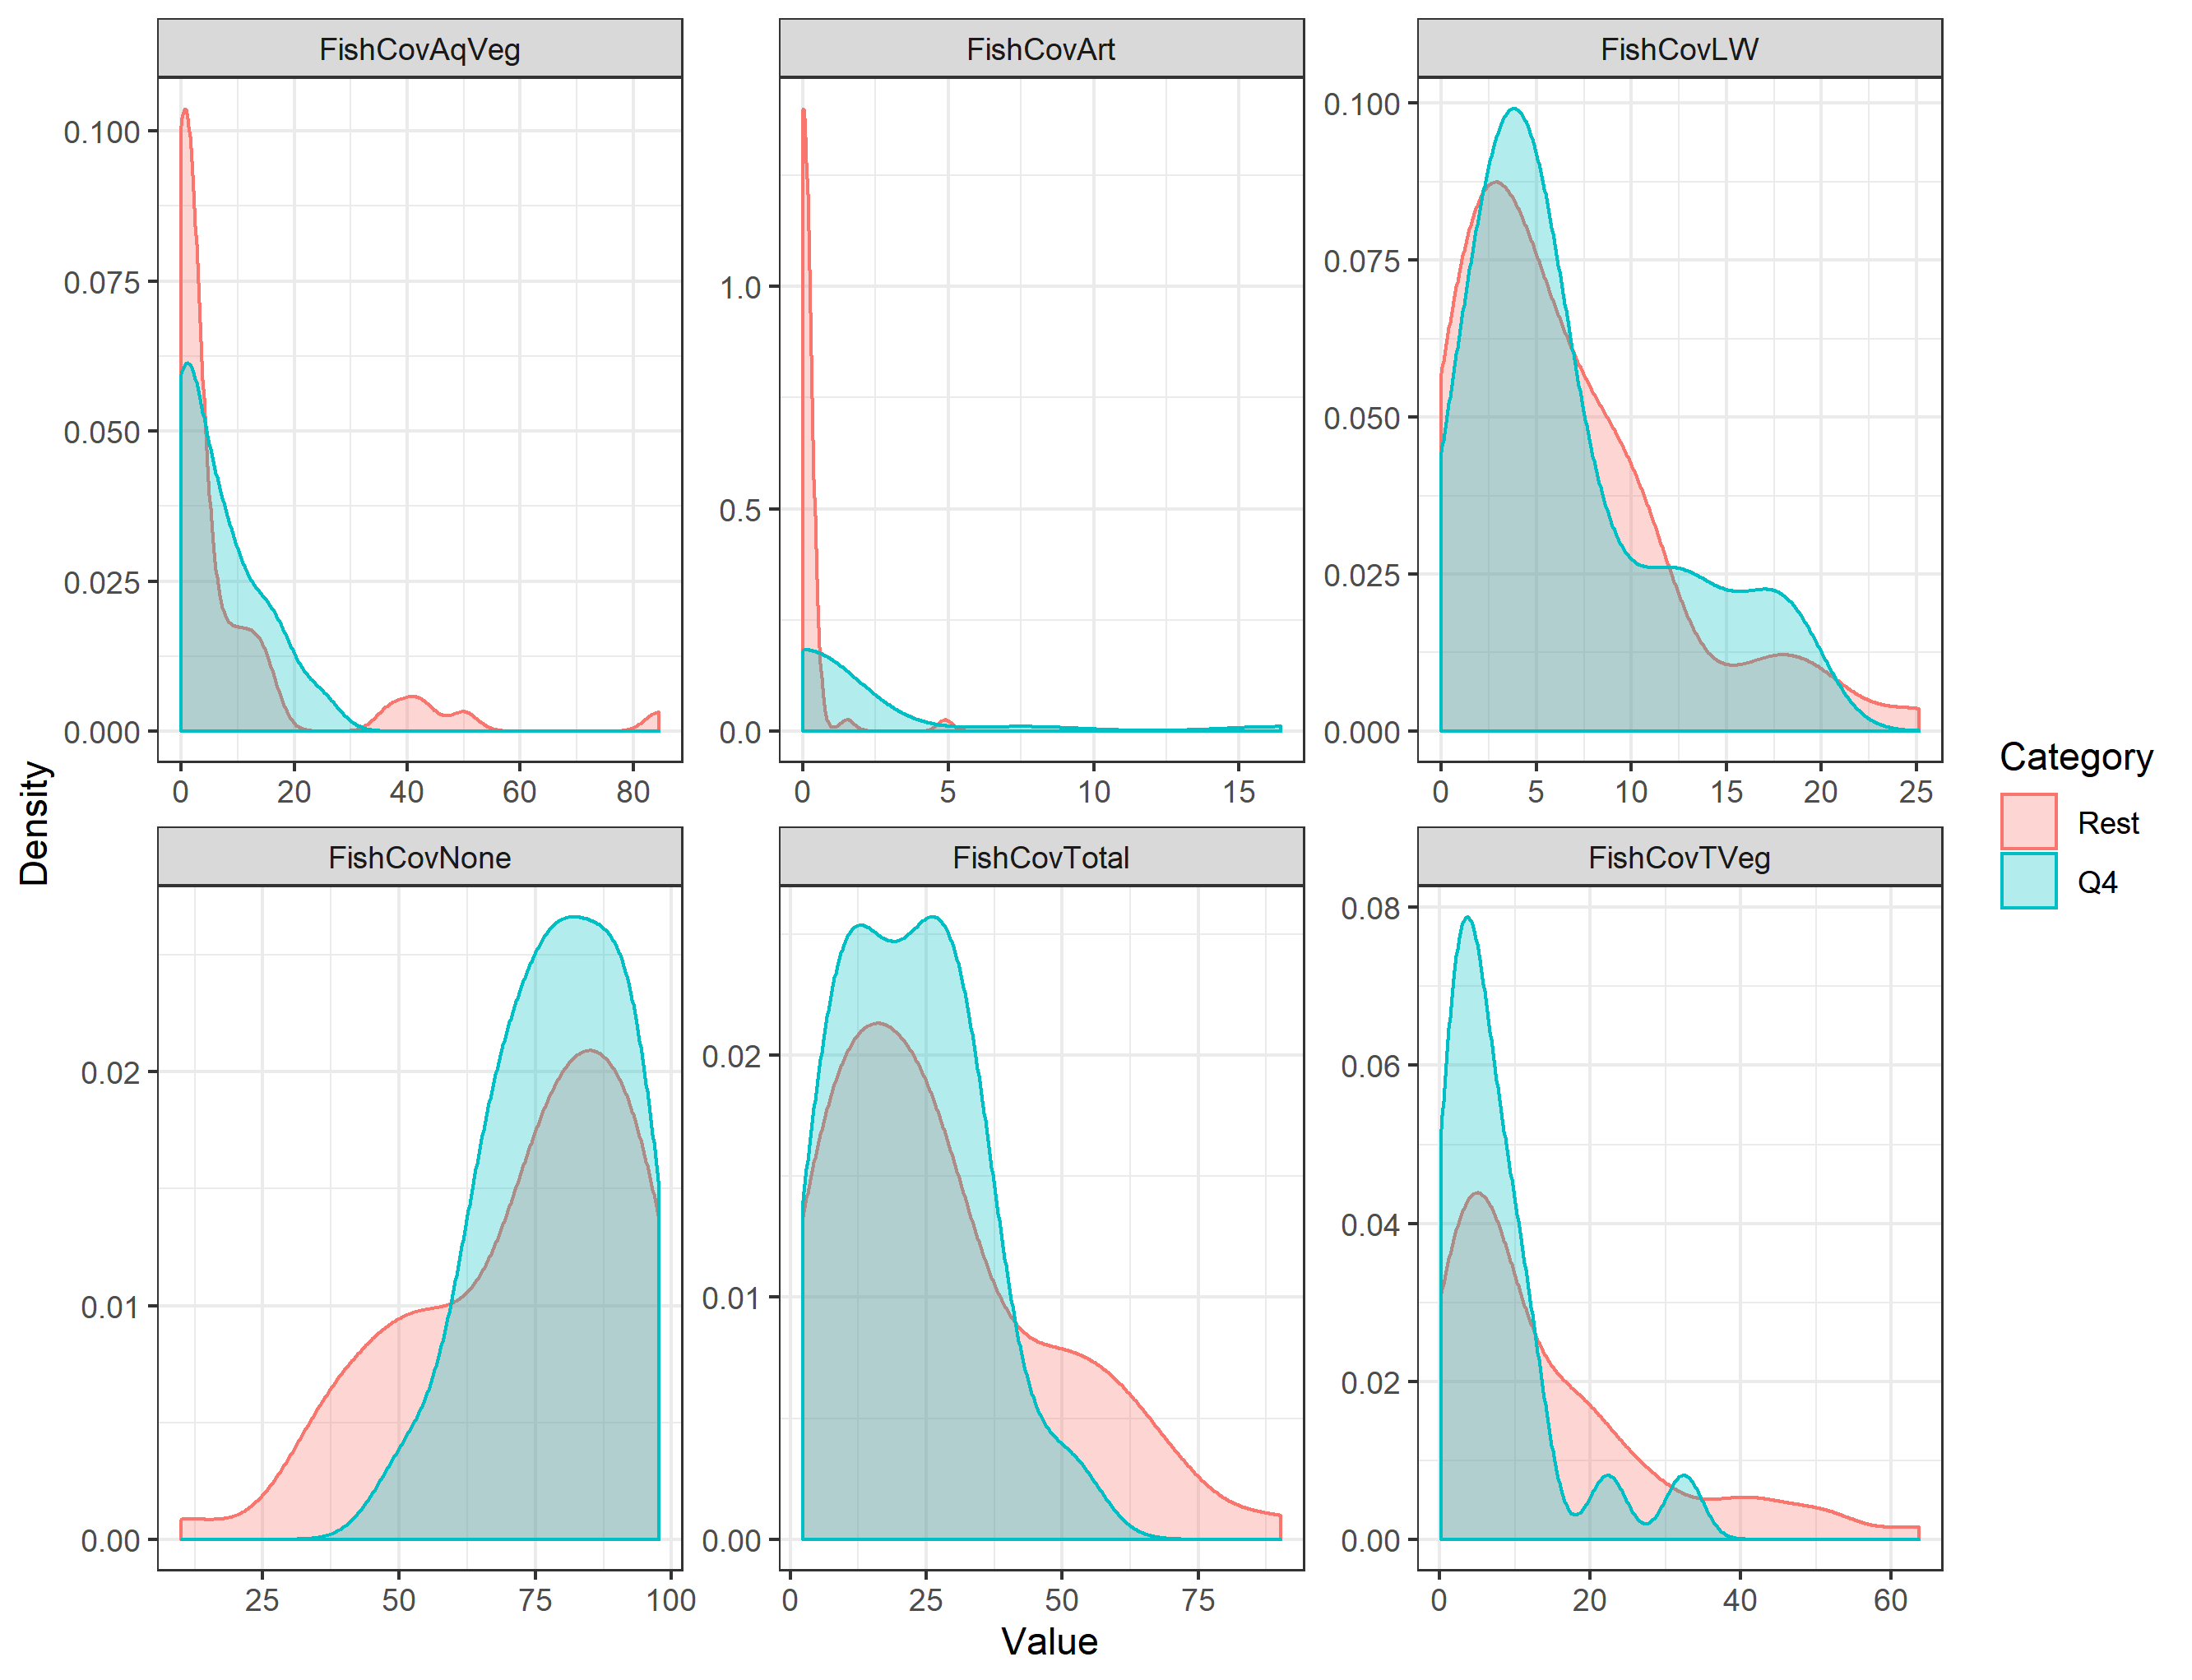 FishCovAqVeg FishCovArt FishCovLW
0.100 0.075 0.050 0.025 0.000
1.0 0.5 0.0
0.100 0.075 0.050 0.025 0.000
0 20 40 60 80
0 5 10 15
0 5 10 15 20 25
FishCovNone FishCovTotal FishCovTVeg
0.02 0.01 0.00
0.02 0.01 0.00
0.08 0.06 0.04 0.02 0.00
25 50 75 100
0 25 50 75
0 20 40 60
Density
Value
Category
Rest
Q4